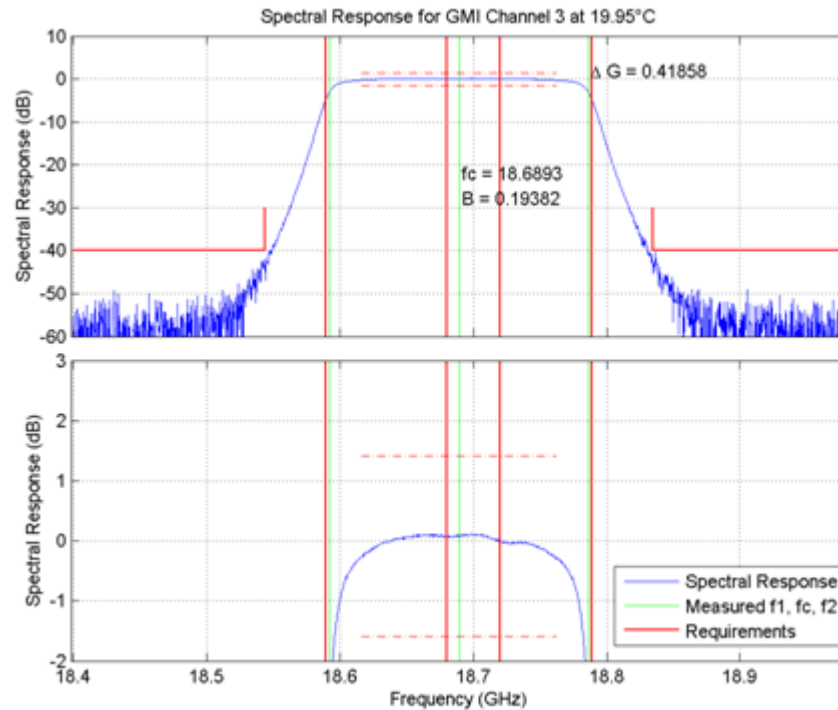 Spectral Response for GMI Channel 3 at 19.95°C
Spectral Response (dB)
10
0
-10
-20
-30
-40
-50
-60
Δ G = 0.41858
fc = 18.6893
B = 0.19382
Spectral Response (dB)
3
2
1
0
-1
-2
Spectral Response
Measured f1, fc, f2
Requirements
18.4 18.5 18.6 18.7 18.8 18.9
Frequency (GHz)